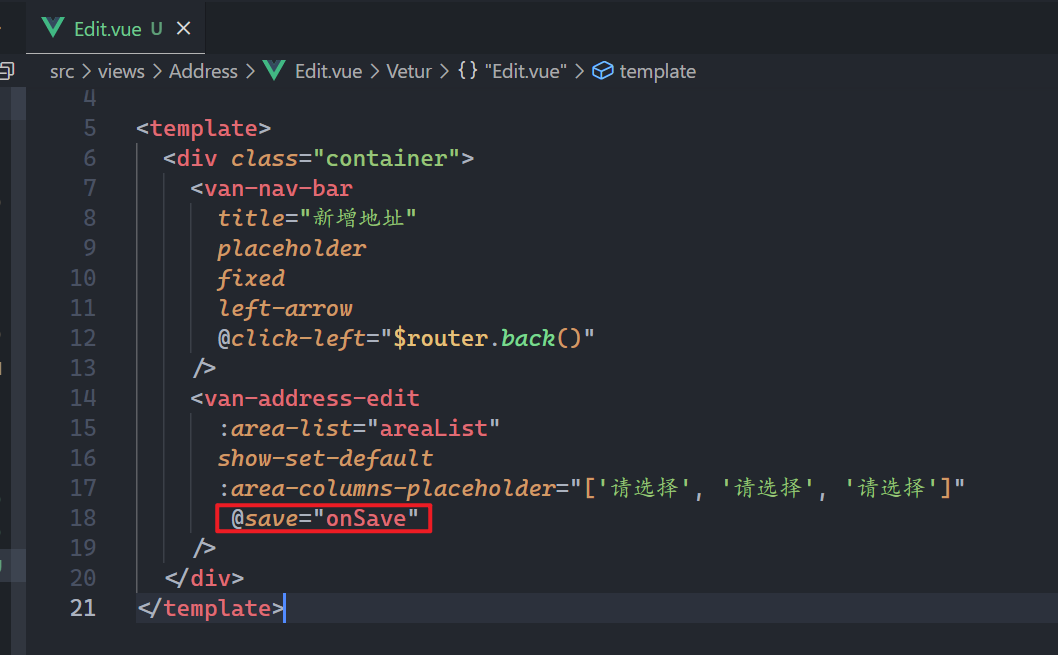 Edit.vue U
src views Address Edit.vue Vetur {} "Edit.vue" template
4
5 <template>
6 <div class="container">
7 <van-nav-bar
8 title="新增地址"
9 placeholder
10 fixed
11 left-arrow
12 @click-left="$router.back()"
13 />
14 <van-address-edit
15 :area-list="areaList"
16 show-set-default
17 :area-columns-placeholder="['请选择', '请选择', '请选择']"
18 @save="onSave"
19 />
20 </div>
21 </template>